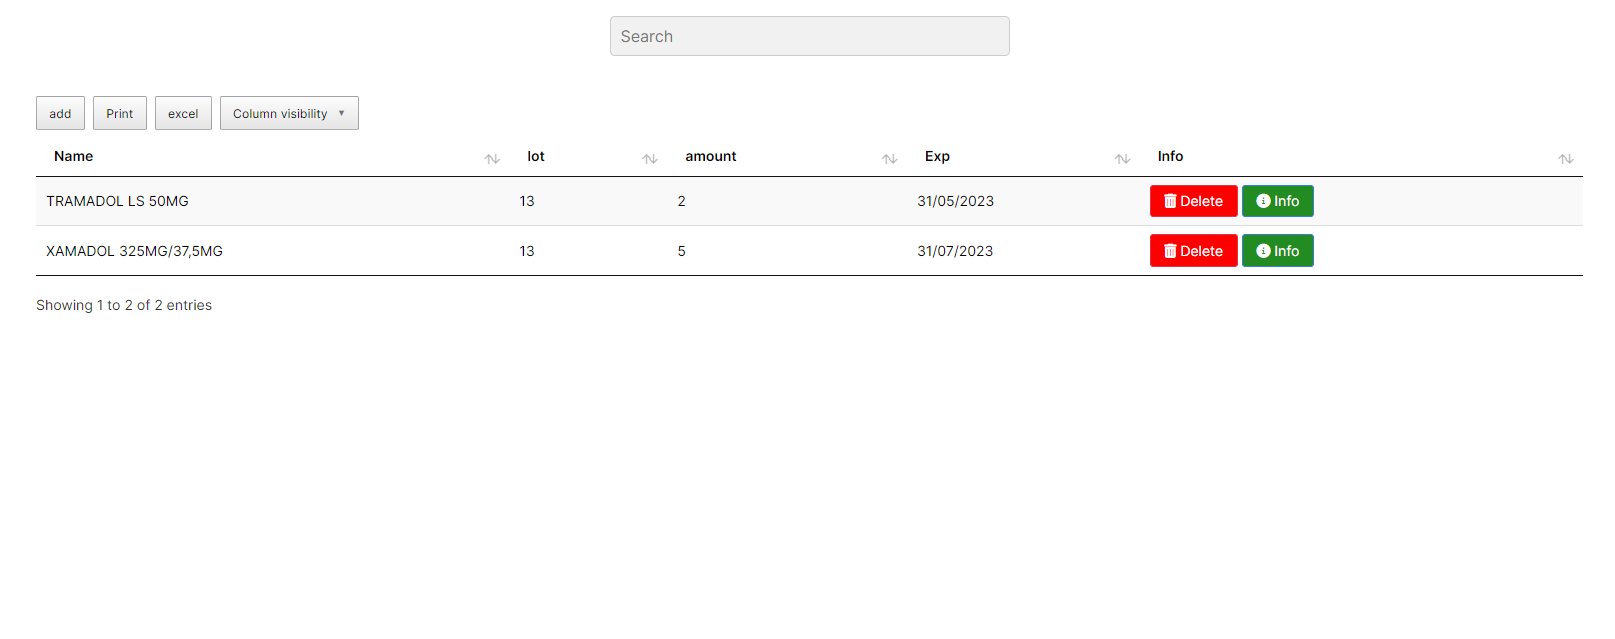 Search
add Print excel Column visibility ▼
Name lot amount Exp Info
TRAMADOL LS 50MG 13 2 31/05/2023 Delete Info
XAMADOL 325MG/37,5MG 13 5 31/07/2023 Delete Info
Showing 1 to 2 of 2 entries